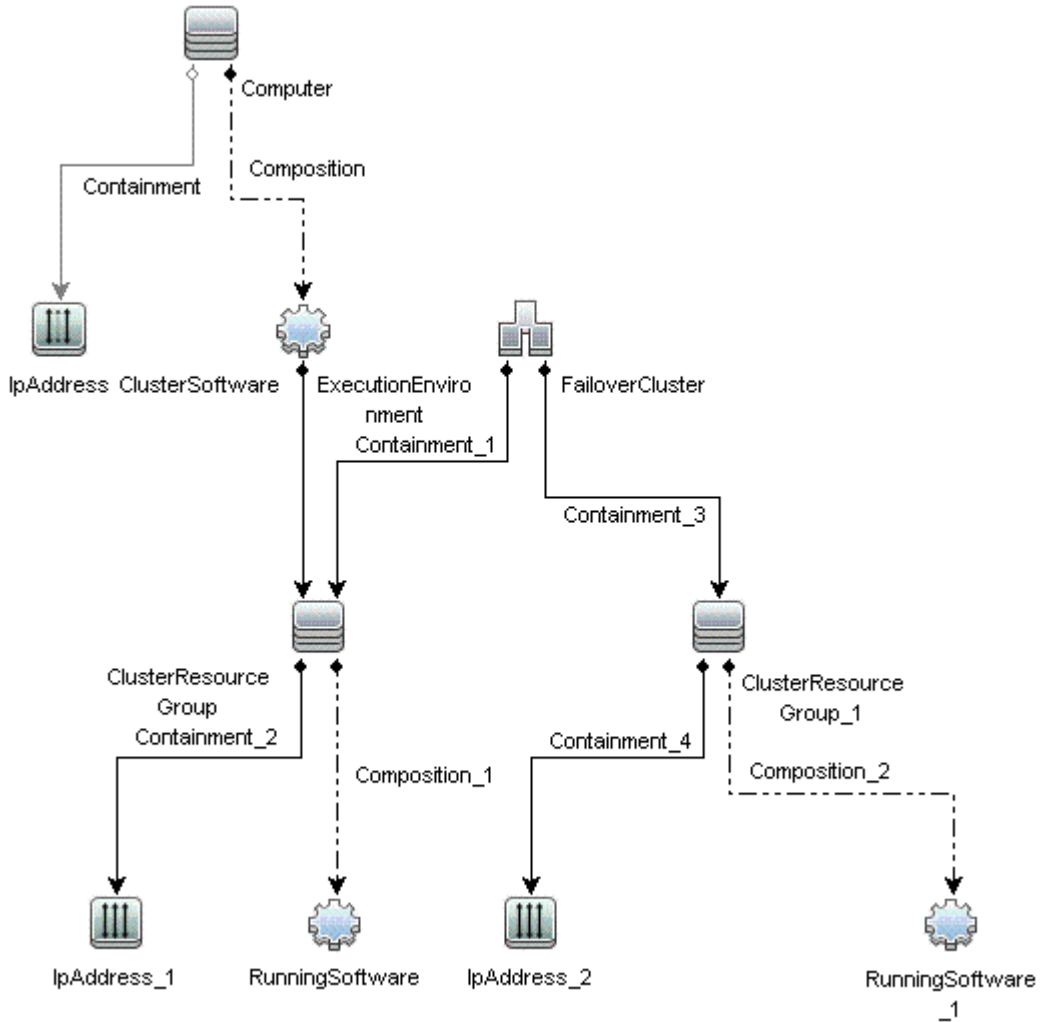 Computer
Composition
Containment
IpAddress
ClusterSoftware
ExecutionEnviro
nment
FailoverCluster
Containment_1
Containment_3
ClusterResource
Group
ClusterResource
Group_1
Containment_2
Containment_4
Composition_1
Composition_2
IpAddress_1
RunningSoftware
IpAddress_2
RunningSoftware
_1